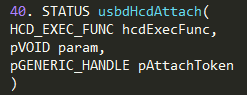 40. STATUS usbdHcdAttach(
HCD_EXEC_FUNC hcdExecFunc,
pVOID param,
pGENERIC_HANDLE pAttachToken
)